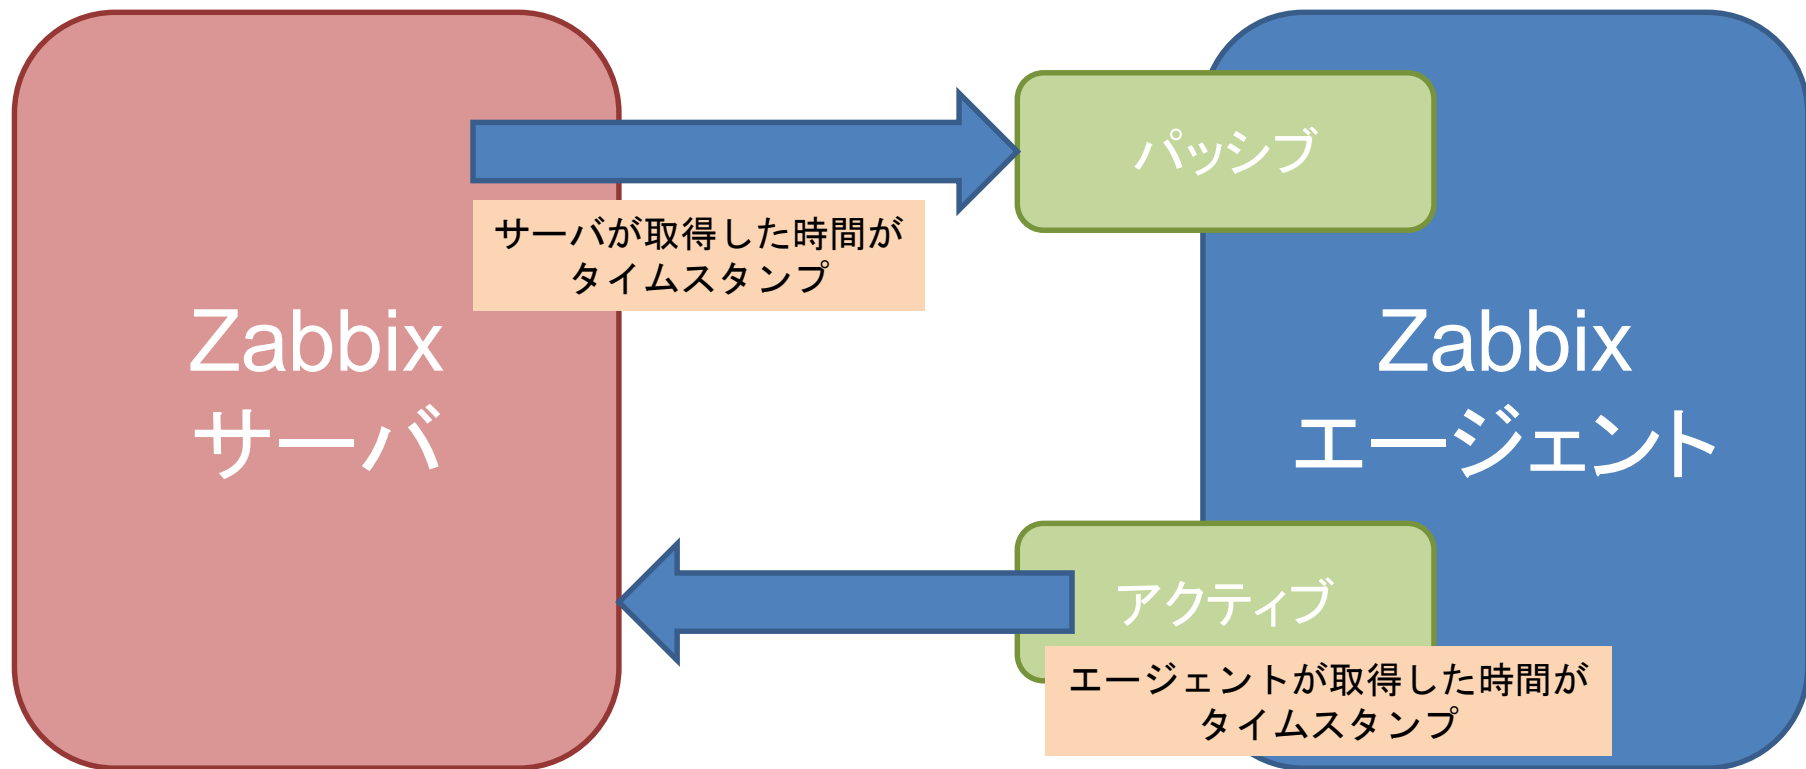 パッシブ
サーバが取得した時間が
タイムスタンプ
Zabbix
サーバ
Zabbix
エージェント
アクティブ
エージェントが取得した時間が
タイムスタンプ